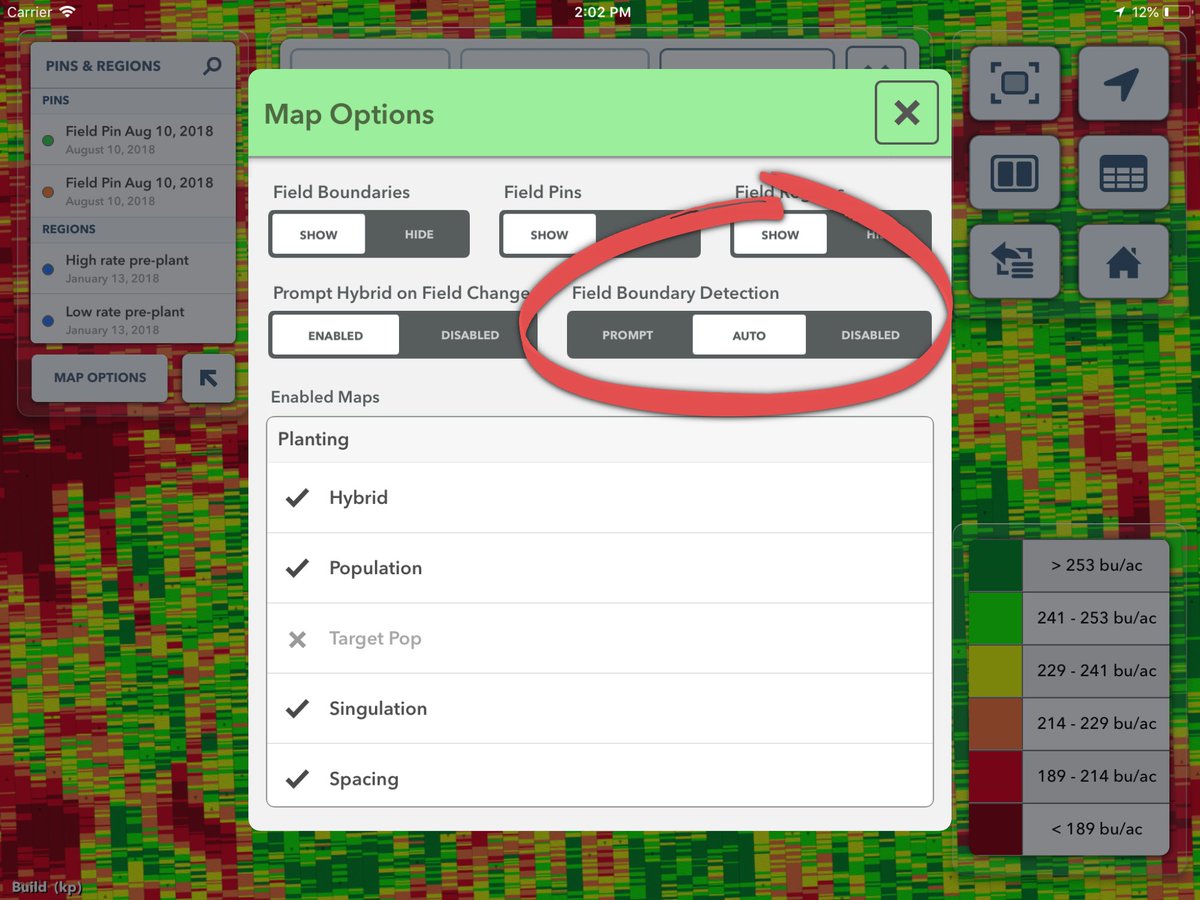 Carrier
2:02 PM
12%
PINS & REGIONS
PINS
Field Pin Aug 10, 2018
August 10, 2018
Field Pin Aug 10, 2018
August 10, 2018
REGIONS
High rate pre-plant
January 13, 2018
Low rate pre-plant
January 13, 2018
MAP OPTIONS
Map Options
Field Boundaries
SHOW HIDE
Field Pins
SHOW
Field
SHOW
Prompt Hybrid on Field Change
ENABLED DISABLED
Field Boundary Detection
PROMPT AUTO DISABLED
Enabled Maps
Planting
Hybrid
Population
Target Pop
Singulation
Spacing
> 253 bu/ac
241 - 253 bu/ac
229 - 241 bu/ac
214 - 229 bu/ac
189 - 214 bu/ac
< 189 bu/ac
Build (kp)